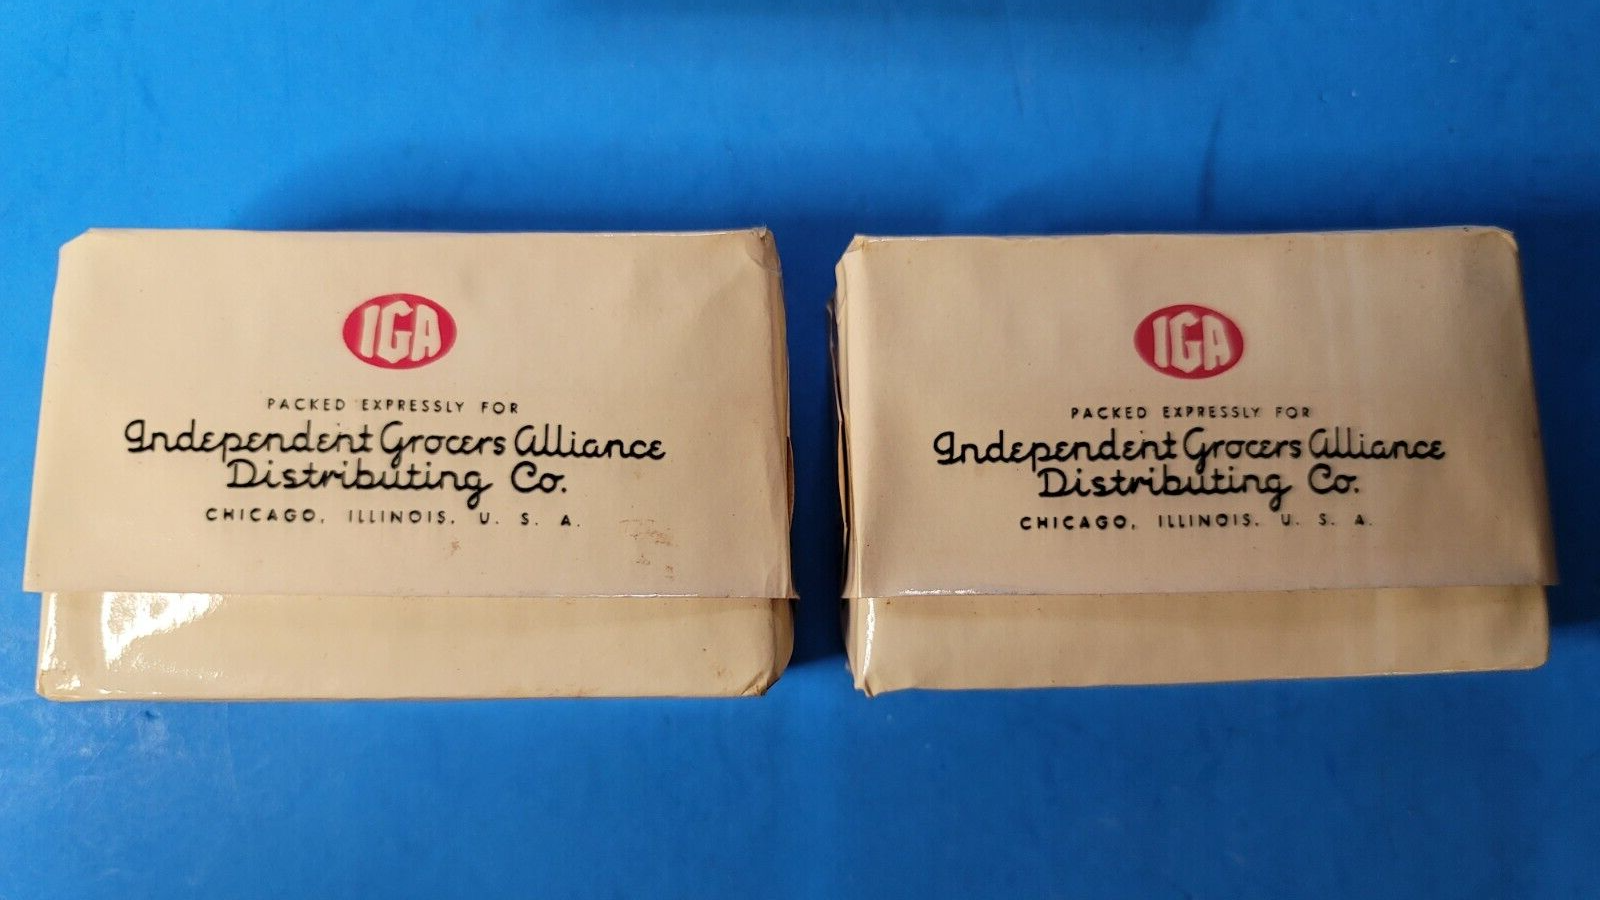 IGA
PACKED EXPRESSLY FOR
Independent Grocers Alliance
Distributing Co.
CHICAGO, ILLINOIS, U. S. A.
IGA
PACKED EXPRESSLY FOR
Independent Grocers Alliance
Distributing Co.
CHICAGO, ILLINOIS, U. S. A.